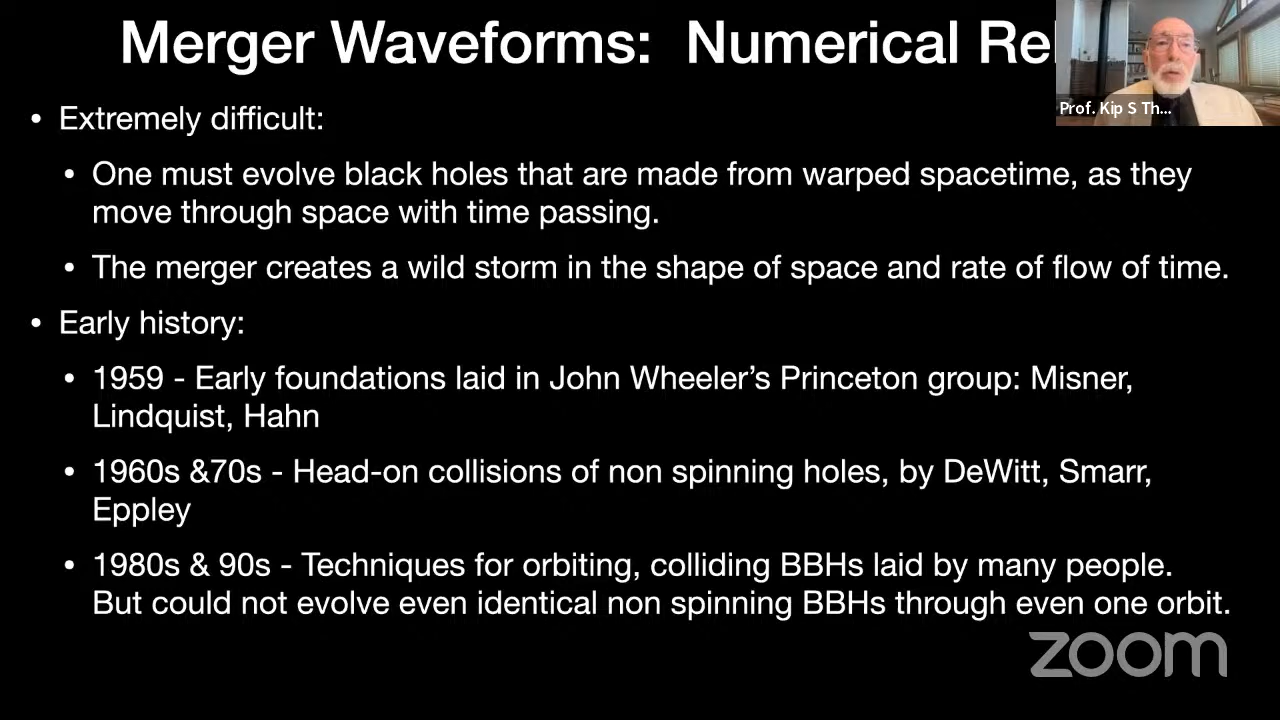 Merger Waveforms: Numerical Rel
Prof. Kip S Th...
• Extremely difficult:
• One must evolve black holes that are made from warped spacetime, as they
move through space with time passing.
• The merger creates a wild storm in the shape of space and rate of flow of time.
• Early history:
• 1959 - Early foundations laid in John Wheeler's Princeton group: Misner,
Lindquist, Hahn
• 1960s &70s - Head-on collisions of non spinning holes, by DeWitt, Smarr,
Eppley
• 1980s & 90s - Techniques for orbiting, colliding BBHs laid by many people.
But could not evolve even identical non spinning BBHs through even one orbit.
zoom